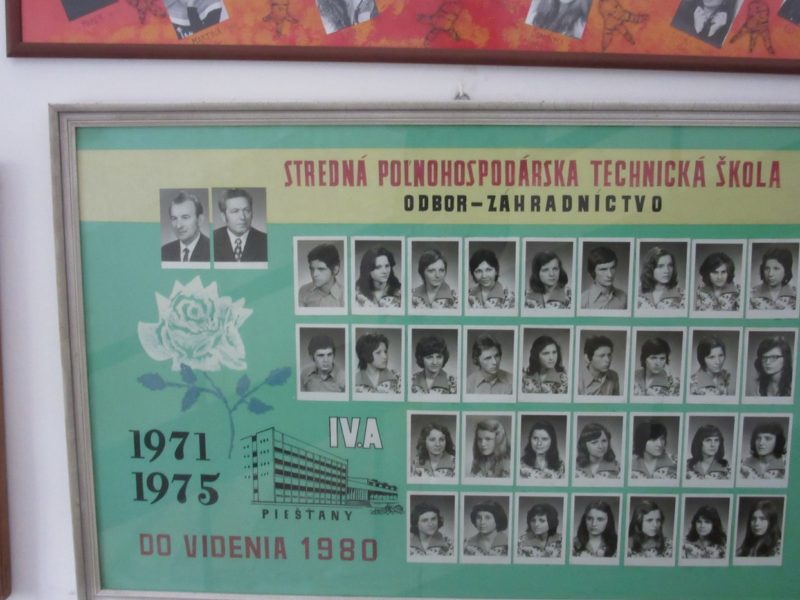 STREDNÁ POĽNOHOSPODÁRSKA TECHNICKÁ ŠKOLA
ODBOR-ZÁHRADNÍCTVO
IV.A
1971
1975
PIEŠŤANY
DO VIDENIA 1980